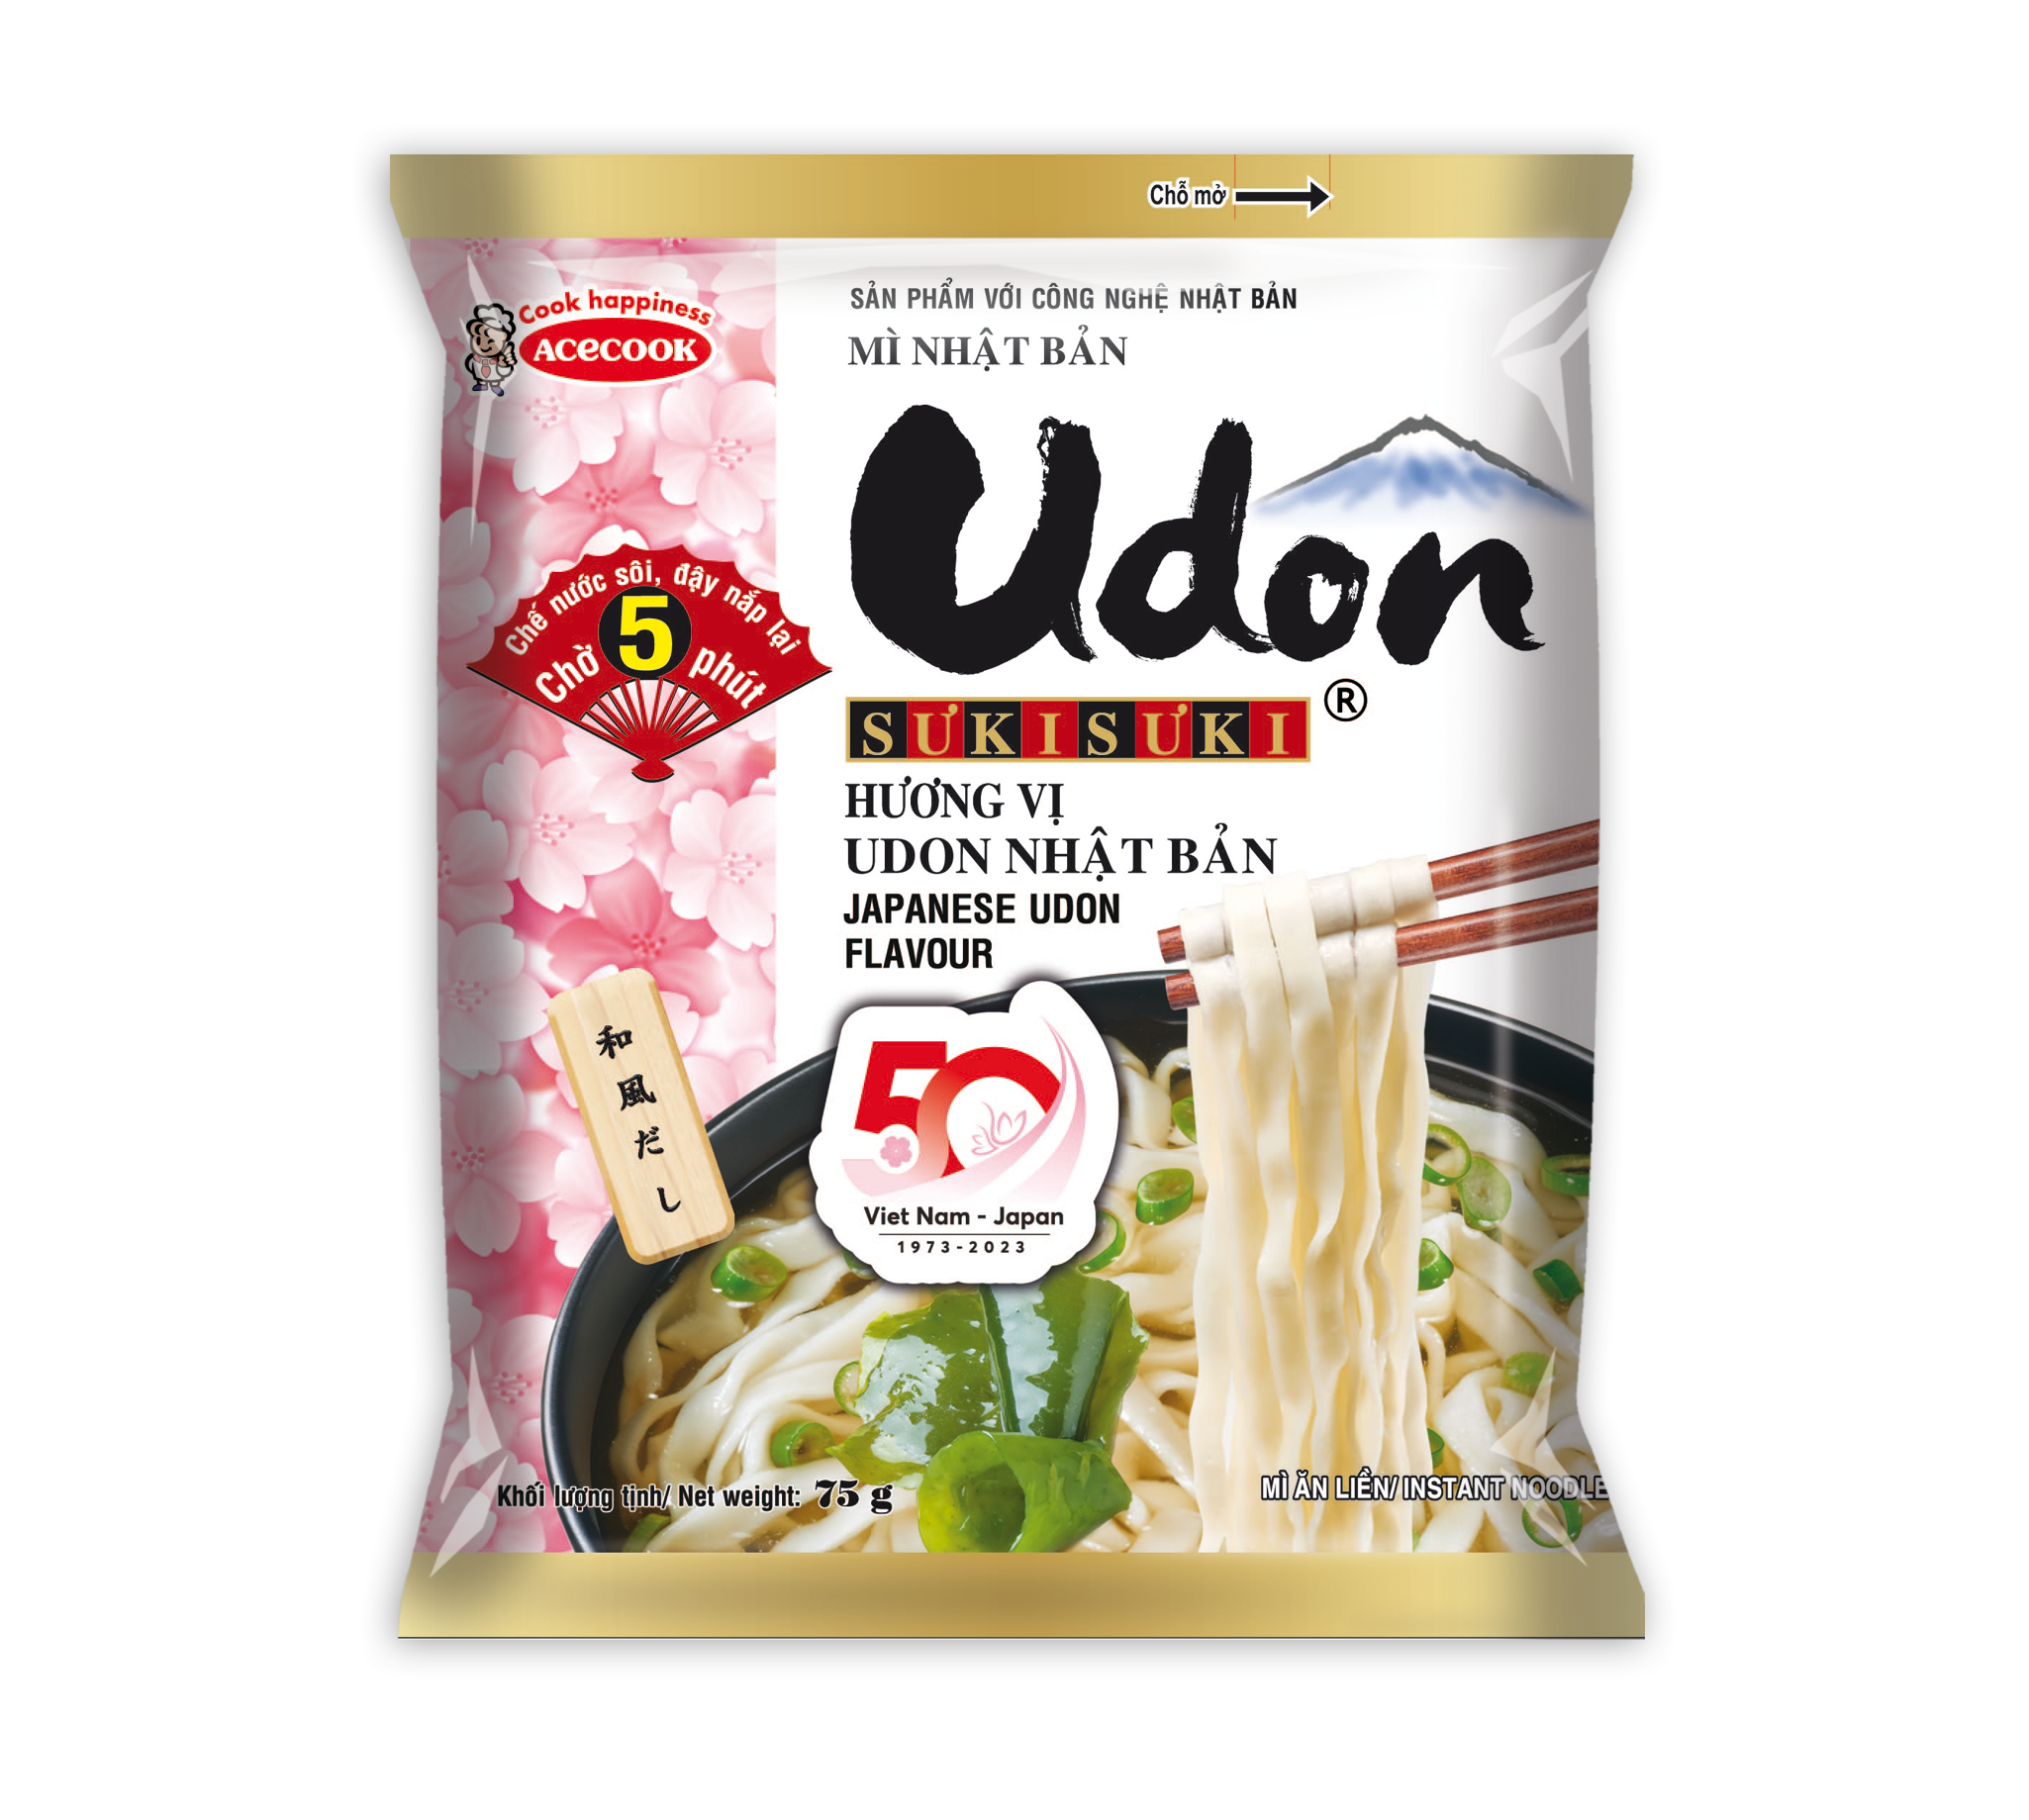 Chỗ mở
Cook happiness
ACECOOK
SẢN PHẨM VỚI CÔNG NGHỆ NHẬT BẢN
MÌ NHẬT BẢN
Udon
SƯKISƯKI®
Chế nước sôi, đậy nắp lại
Chờ 5 phút
HƯƠNG VỊ
UDON NHẬT BẢN
JAPANESE UDON
FLAVOUR
和風だし
50
Viet Nam - Japan
1973-2023
Khối lượng tịnh/ Net weight: 75 g
MÌ ĂN LIỀN/ INSTANT NOODLE